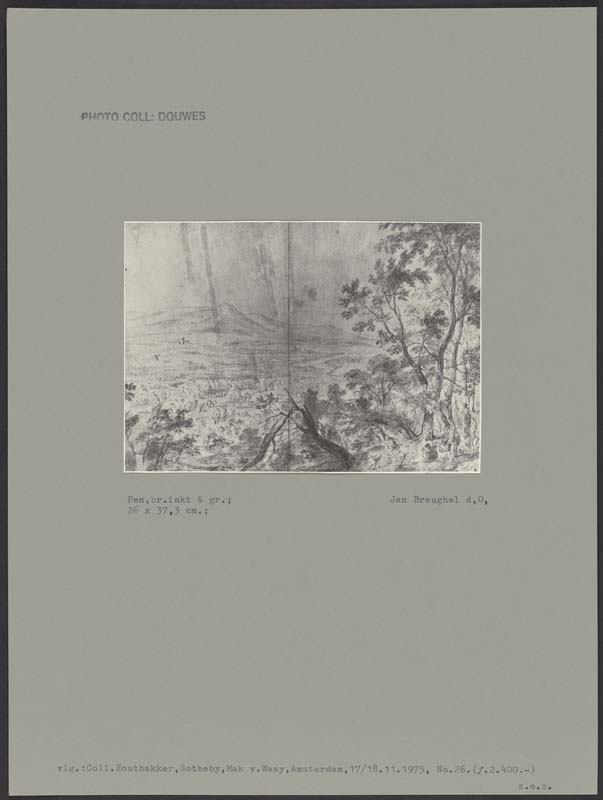 PHOTO COLL: DOUWES
Pen,br.inkt & gr.;
26 x 37,3 cm.;
Jan Breughel d,O,
vlg.:Coll.Houthakker,Sotheby,Mak v.Waay,Amsterdam,17/18.11.1975, No.26.(ƒ.2.400.-)
z.o.z.